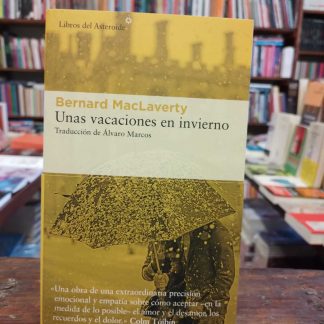 Libros del Asteroide
Bernard MacLaverty
Unas vacaciones en invierno
Traducción de Álvaro Marcos
«Una obra de una extraordinaria precisión
emocional y empatía sobre cómo aceptar –en la
medida de lo posible– el amor y el desamor, los
recuerdos y el dolor.» Colm Tóibín